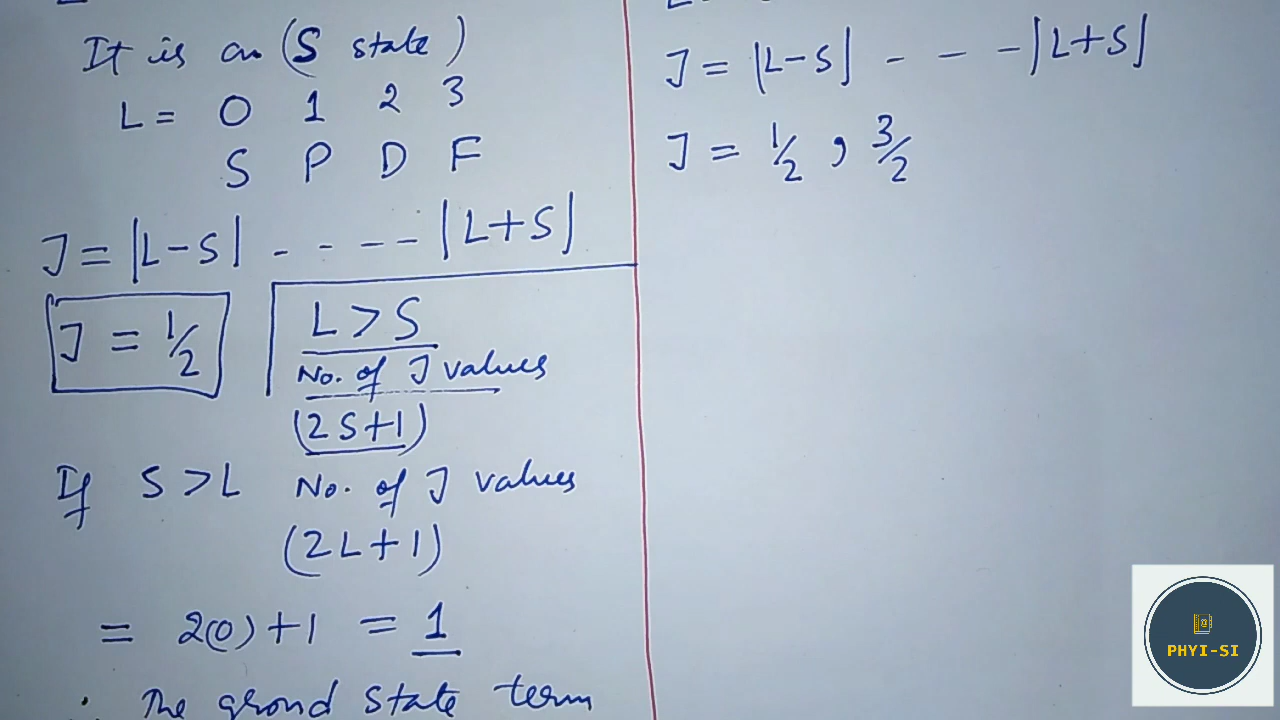 It is an (S state)
L = 0 1 2 3
S P D F
J = |L-S| - - - - |L+S|
J = 1/2
L > S
No. of J values
(2S+1)
If S > L No. of J values
(2L+1)
= 2(0)+1 = 1
∴ The grond state term
J = |L-S| - - - |L+S|
J = 1/2 , 3/2
PHYI-SI